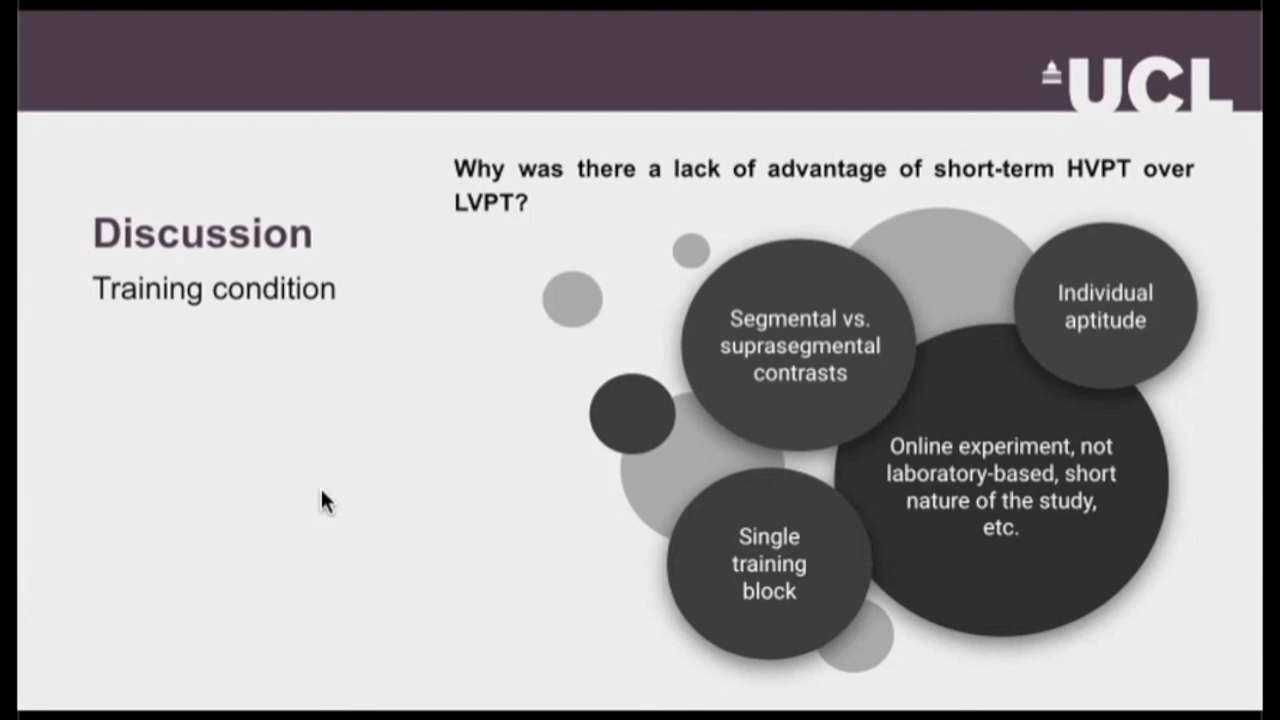 UCL
Why was there a lack of advantage of short-term HVPT over
LVPT?
Discussion
Training condition
Segmental vs.
suprasegmental
contrasts
Individual
aptitude
Online experiment, not
laboratory-based, short
nature of the study,
etc.
Single
training
block